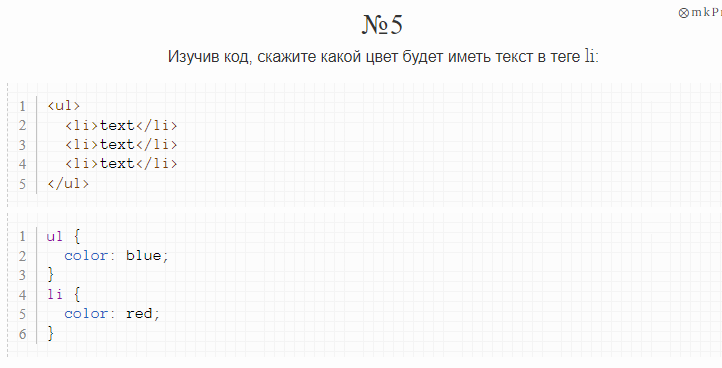 №5
⊗mkP
Изучив код, скажите какой цвет будет иметь текст в теге li:
1 <ul>
2 <li>text</li>
3 <li>text</li>
4 <li>text</li>
5 </ul>
1 ul {
2 color: blue;
3 }
4 li {
5 color: red;
6 }